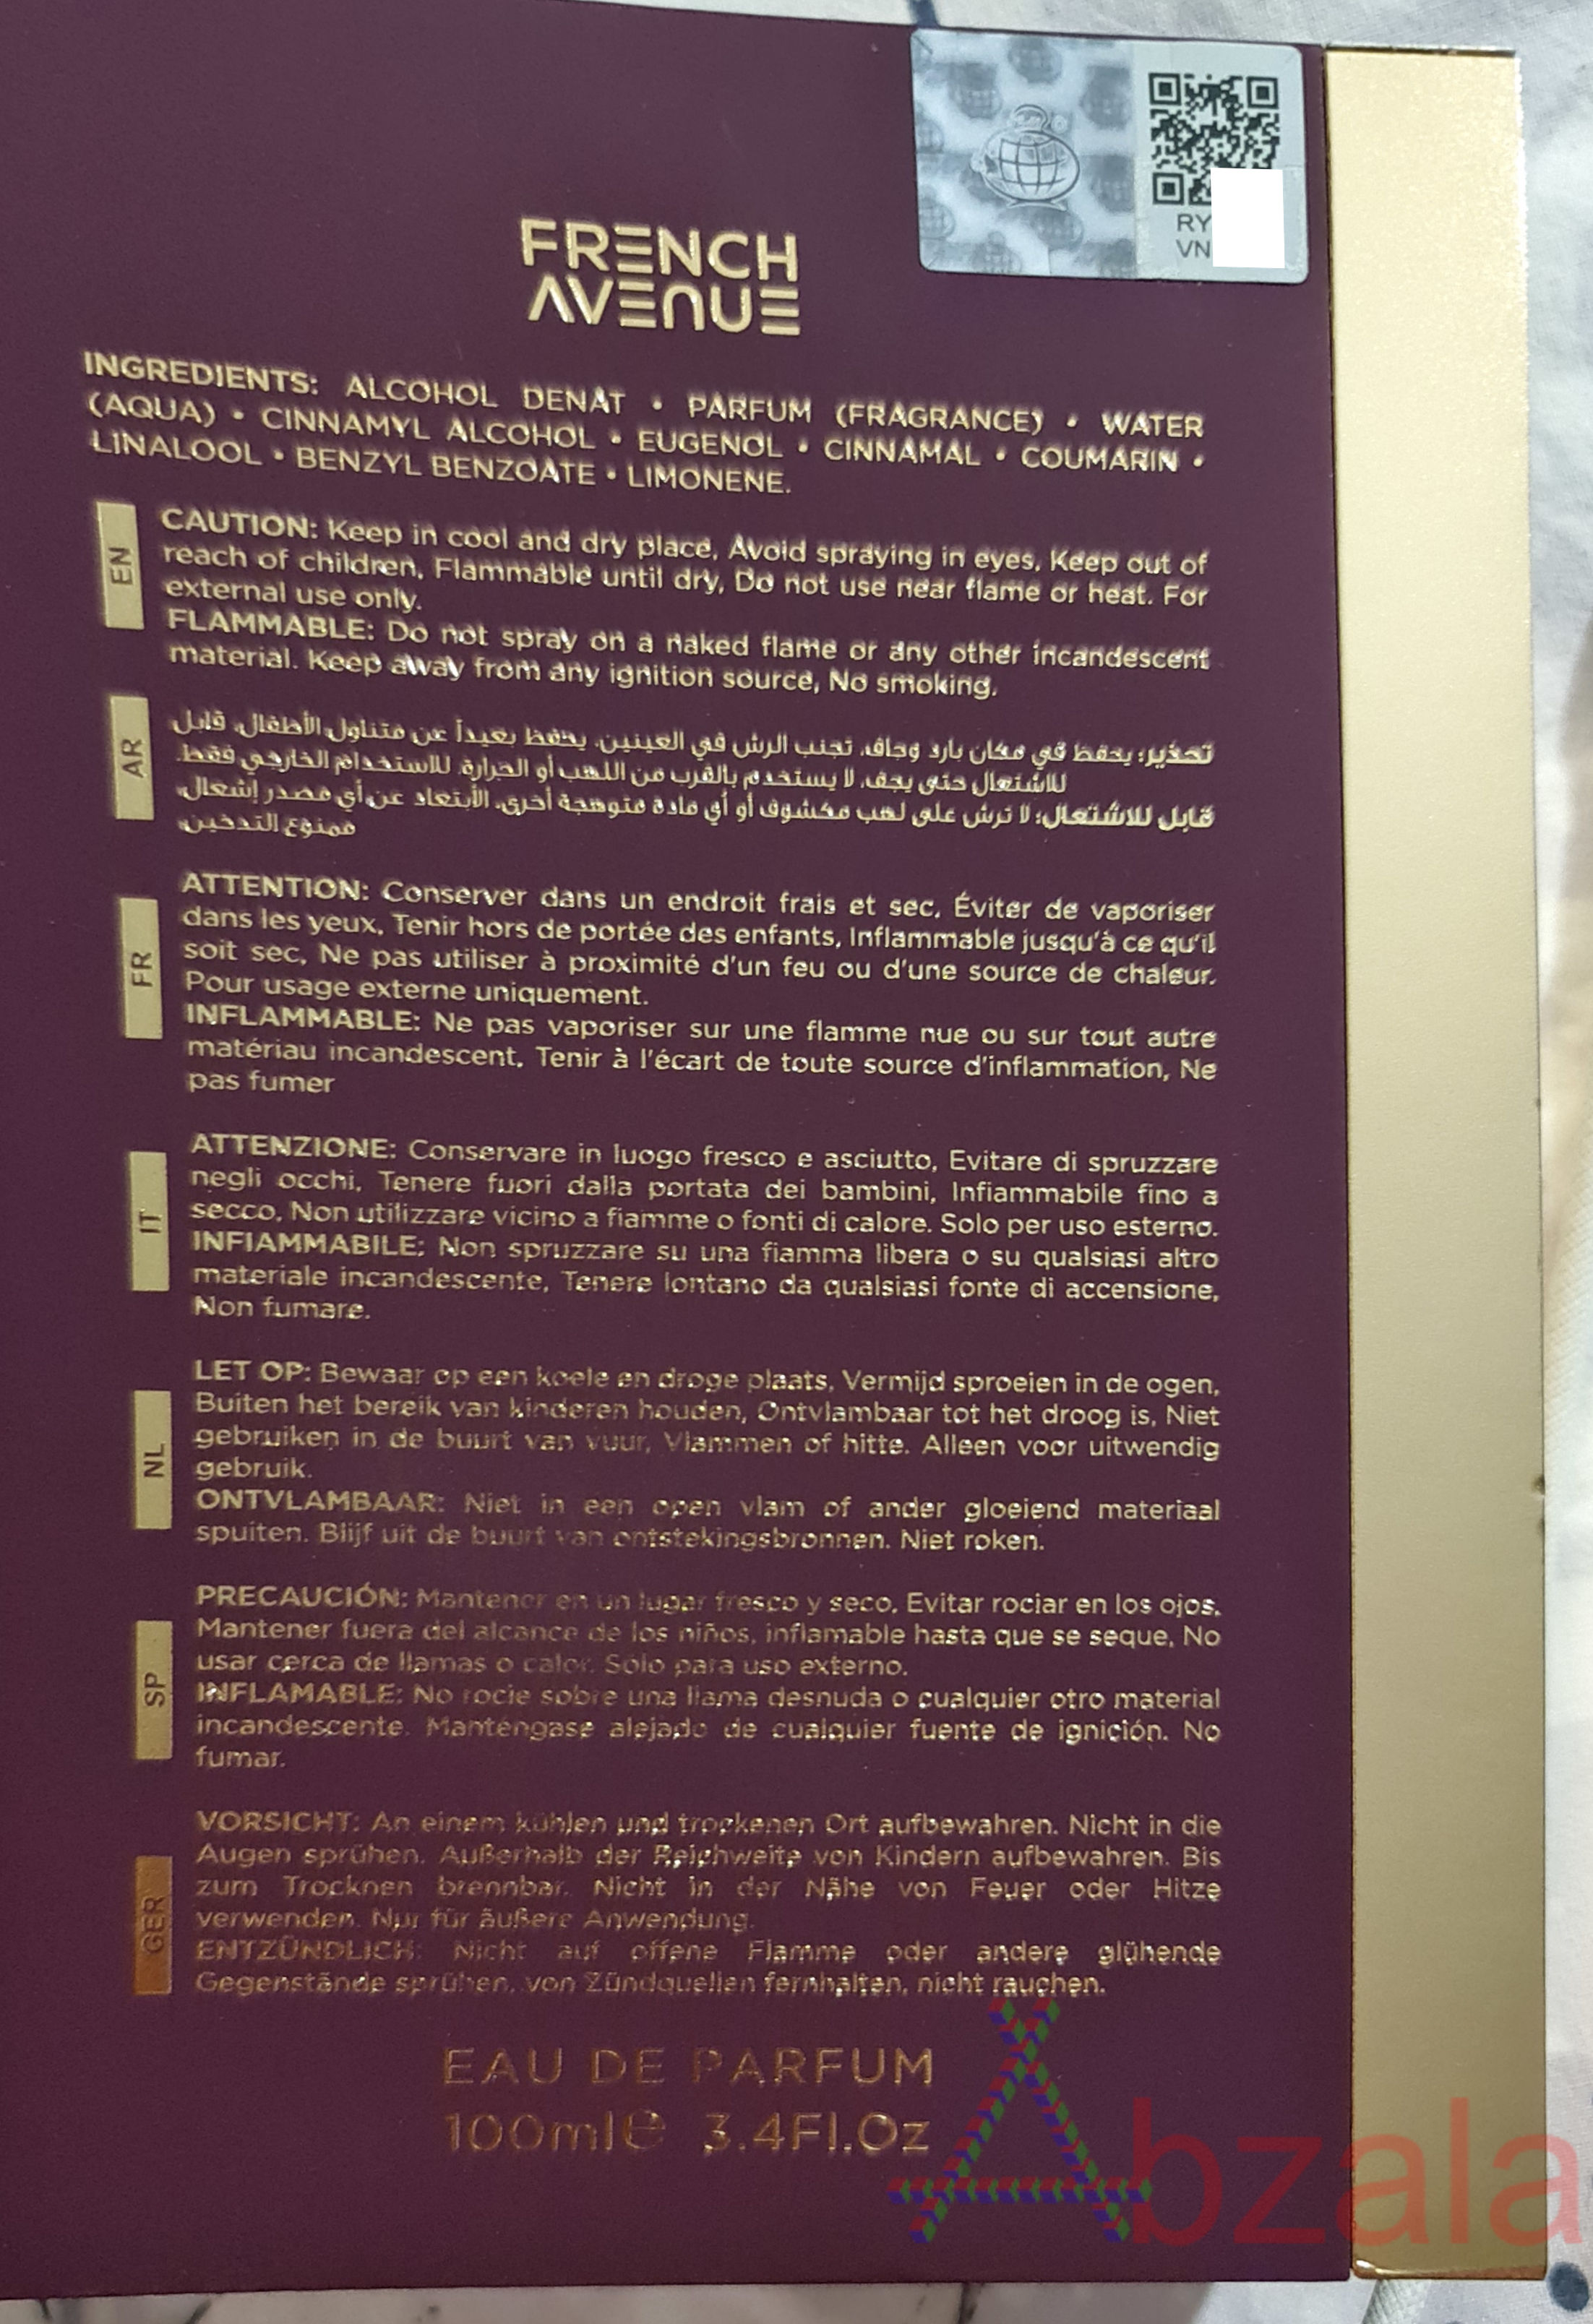 RY
VN
FRENCH
AVENUE
INGREDIENTS: ALCOHOL DENAT • PARFUM (FRAGRANCE) • WATER
(AQUA) • CINNAMYL ALCOHOL • EUGENOL • CINNAMAL • COUMARIN •
LINALOOL • BENZYL BENZOATE • LIMONENE.
EN
CAUTION: Keep in cool and dry place, Avoid spraying in eyes, Keep out of
reach of children, Flammable until dry, Do not use near flame or heat. For
external use only.
FLAMMABLE: Do not spray on a naked flame or any other incandescent
material. Keep away from any ignition source, No smoking.
AR
تحذير: يحفظ في مكان بارد وجاف، تجنب الرش في العينين، يحفظ بعيداً عن متناول الأطفال، قابل
للاشتعال حتى يجف، لا يستخدم بالقرب من اللهب أو الحرارة. للاستخدام الخارجي فقط.
قابل للاشتعال: لا ترش على لهب مكشوف أو أي مادة متوهجة أخرى، الأبتعاد عن أي مصدر إشعال،
ممنوع التدخين.
FR
ATTENTION: Conserver dans un endroit frais et sec, Éviter de vaporiser
dans les yeux, Tenir hors de portée des enfants, Inflammable jusqu'à ce qu'il
soit sec, Ne pas utiliser à proximité d'un feu ou d'une source de chaleur.
Pour usage externe uniquement.
INFLAMMABLE: Ne pas vaporiser sur une flamme nue ou sur tout autre
matériau incandescent, Tenir à l'écart de toute source d'inflammation, Ne
pas fumer
IT
ATTENZIONE: Conservare in luogo fresco e asciutto, Evitare di spruzzare
negli occhi, Tenere fuori dalla portata dei bambini, Infiammabile fino a
secco, Non utilizzare vicino a fiamme o fonti di calore. Solo per uso esterno.
INFIAMMABILE: Non spruzzare su una fiamma libera o su qualsiasi altro
materiale incandescente, Tenere lontano da qualsiasi fonte di accensione,
Non fumare.
NL
LET OP: Bewaar op een koele en droge plaats, Vermijd sproeien in de ogen,
Buiten het bereik van kinderen houden, Ontvlambaar tot het droog is, Niet
gebruiken in de buurt van vuur, Vlammen of hitte. Alleen voor uitwendig
gebruik.
ONTVLAMBAAR: Niet in een open vlam of ander gloeiend materiaal
spuiten. Blijf uit de buurt van ontstekingsbronnen. Niet roken.
SP
PRECAUCIÓN: Mantener en un lugar fresco y seco, Evitar rociar en los ojos,
Mantener fuera del alcance de los niños, inflamable hasta que se seque, No
usar cerca de llamas o calor. Sólo para uso externo.
INFLAMABLE: No rocie sobre una llama desnuda o cualquier otro material
incandescente. Manténgase alejado de cualquier fuente de ignición. No
fumar.
GER
VORSICHT: An einem kühlen und trockenen Ort aufbewahren. Nicht in die
Augen sprühen. Außerhalb der Reichweite von Kindern aufbewahren. Bis
zum Trocknen brennbar. Nicht in der Nähe von Feuer oder Hitze
verwenden. Nur für äußere Anwendung.
ENTZÜNDLICH: Nicht auf offene Flamme oder andere glühende
Gegenstände sprühen, von Zündquellen fernhalten, nicht rauchen.
EAU DE PARFUM
100ml℮ 3.4Fl.Oz
Abzala